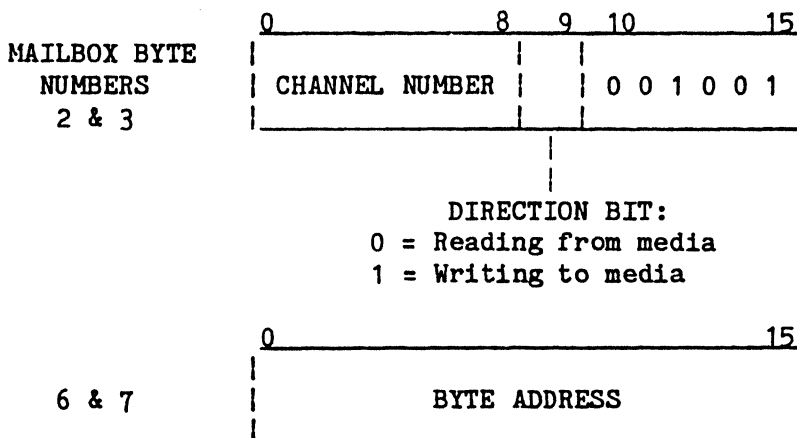 0 8 9 10 15
MAILBOX BYTE
NUMBERS CHANNEL NUMBER 0 0 1 0 0 1
2 & 3
DIRECTION BIT:
0 = Reading from media
1 = Writing to media
0 15
6 & 7 BYTE ADDRESS